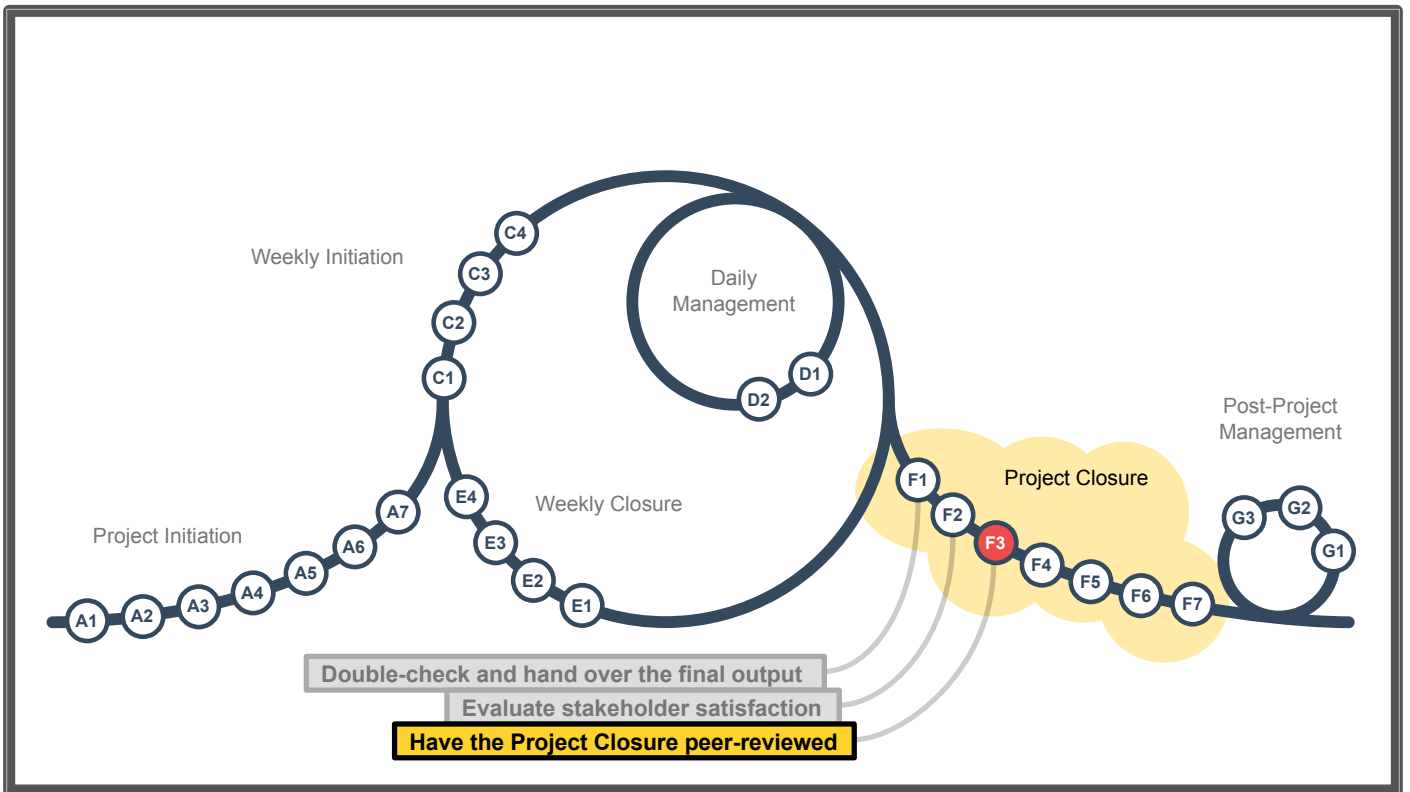 Weekly Initiation
C4
C3
C2
C1
Daily
Management
D1
D2
Post-Project
Management
Project Closure
Weekly Closure
Project Initiation
A1
A2
A3
A4
A5
A6
A7
E4
E3
E2
E1
F1
F2
F3
F4
F5
F6
F7
G3
G2
G1
Double-check and hand over the final output
Evaluate stakeholder satisfaction
Have the Project Closure peer-reviewed